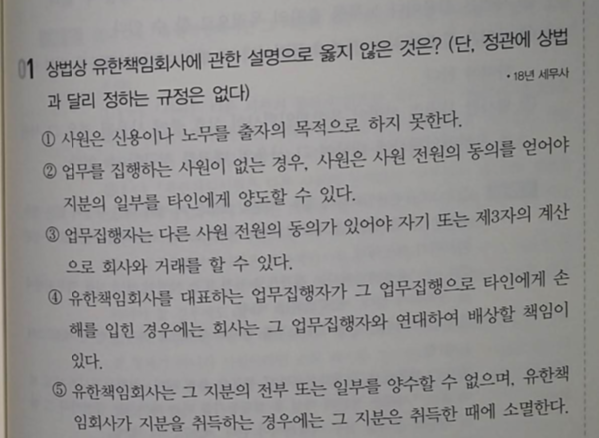 01 상법상 유한책임회사에 관한 설명으로 옳지 않은 것은? (단, 정관에 상법
과 달리 정하는 규정은 없다)
• 18년 세무사
① 사원은 신용이나 노무를 출자의 목적으로 하지 못한다.
② 업무를 집행하는 사원이 없는 경우, 사원은 사원 전원의 동의를 얻어야
지분의 일부를 타인에게 양도할 수 있다.
③ 업무집행자는 다른 사원 전원의 동의가 있어야 자기 또는 제3자의 계산
으로 회사와 거래를 할 수 있다.
④ 유한책임회사를 대표하는 업무집행자가 그 업무집행으로 타인에게 손
해를 입힌 경우에는 회사는 그 업무집행자와 연대하여 배상할 책임이
있다.
⑤ 유한책임회사는 그 지분의 전부 또는 일부를 양수할 수 없으며, 유한책
임회사가 지분을 취득하는 경우에는 그 지분은 취득한 때에 소멸한다.